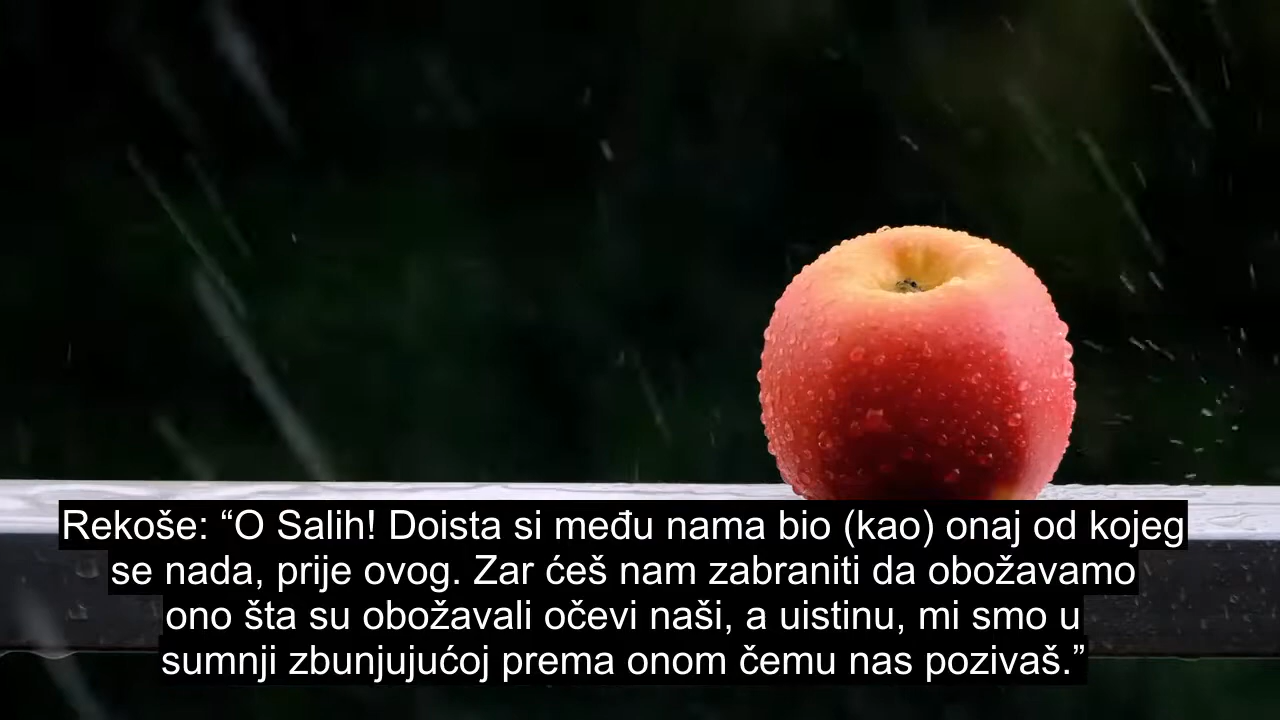 Rekoše: “O Salih! Doista si među nama bio (kao) onaj od kojeg
se nada, prije ovog. Zar ćeš nam zabraniti da obožavamo
ono šta su obožavali očevi naši, a uistinu, mi smo u
sumnji zbunjujućoj prema onom čemu nas pozivaš.”